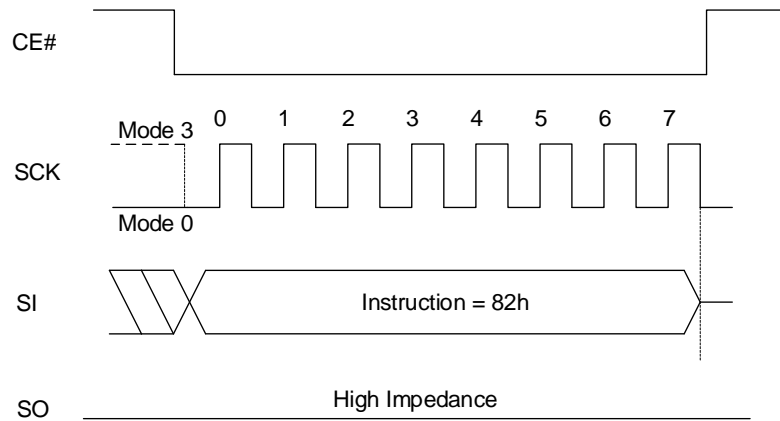 CE#
0 1 2 3 4 5 6 7
Mode 3
SCK
Mode 0
SI
Instruction = 82h
High Impedance
SO